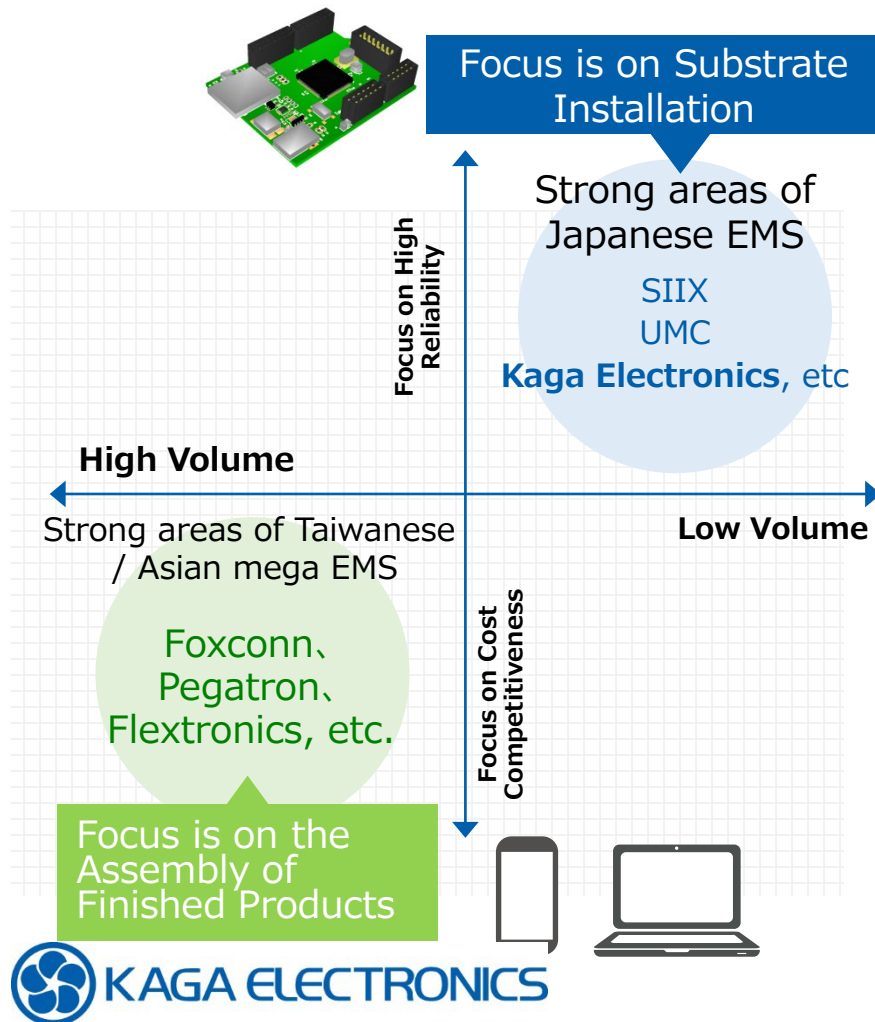 Focus is on Substrate
Installation
Strong areas of
Japanese EMS
SIIX
UMC
Kaga Electronics, etc
Focus on High
Reliability
High Volume
Low Volume
Strong areas of Taiwanese
/ Asian mega EMS
Foxconn、
Pegatron、
Flextronics, etc.
Focus on Cost
Competitiveness
Focus is on the
Assembly of
Finished Products
KAGA ELECTRONICS